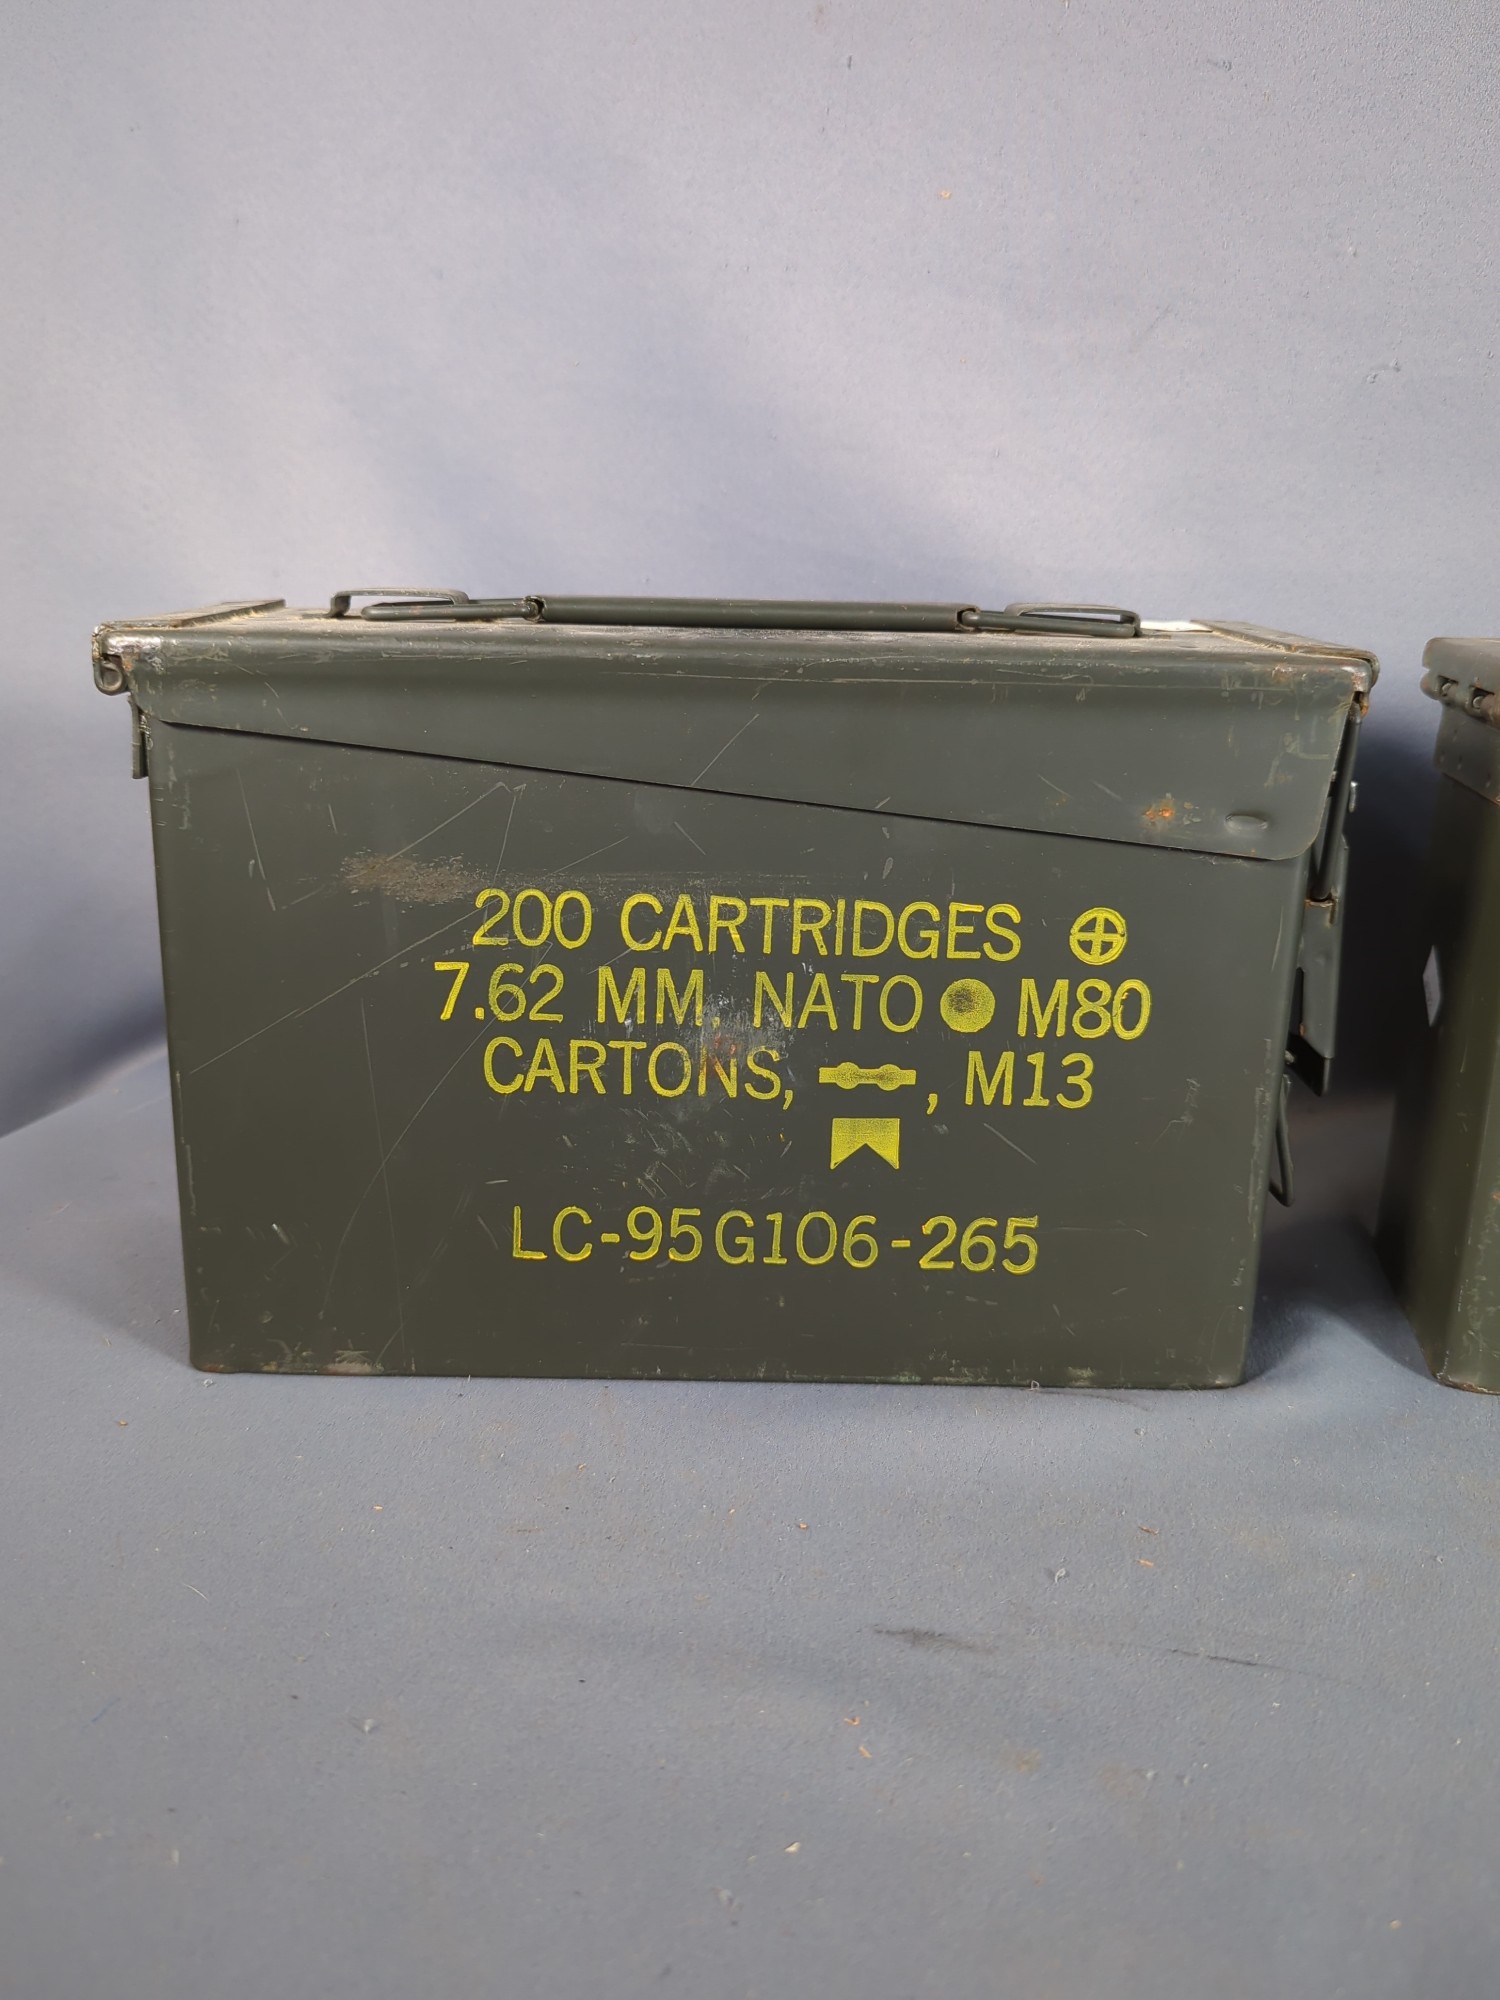 200 CARTRIDGES
7.62 MM, NATO M80
CARTONS, , M13
LC-95G106-265